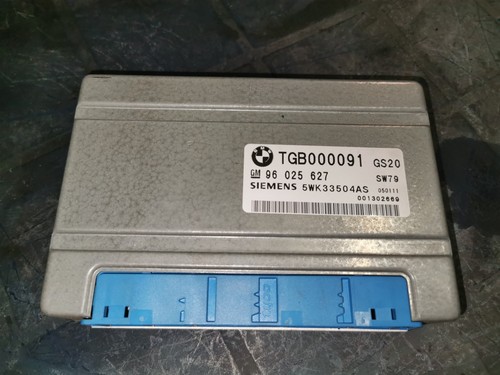 TGB000091 GS20
GM 96 025 627 SW79
SIEMENS 5WK33504AS 050111
001302669